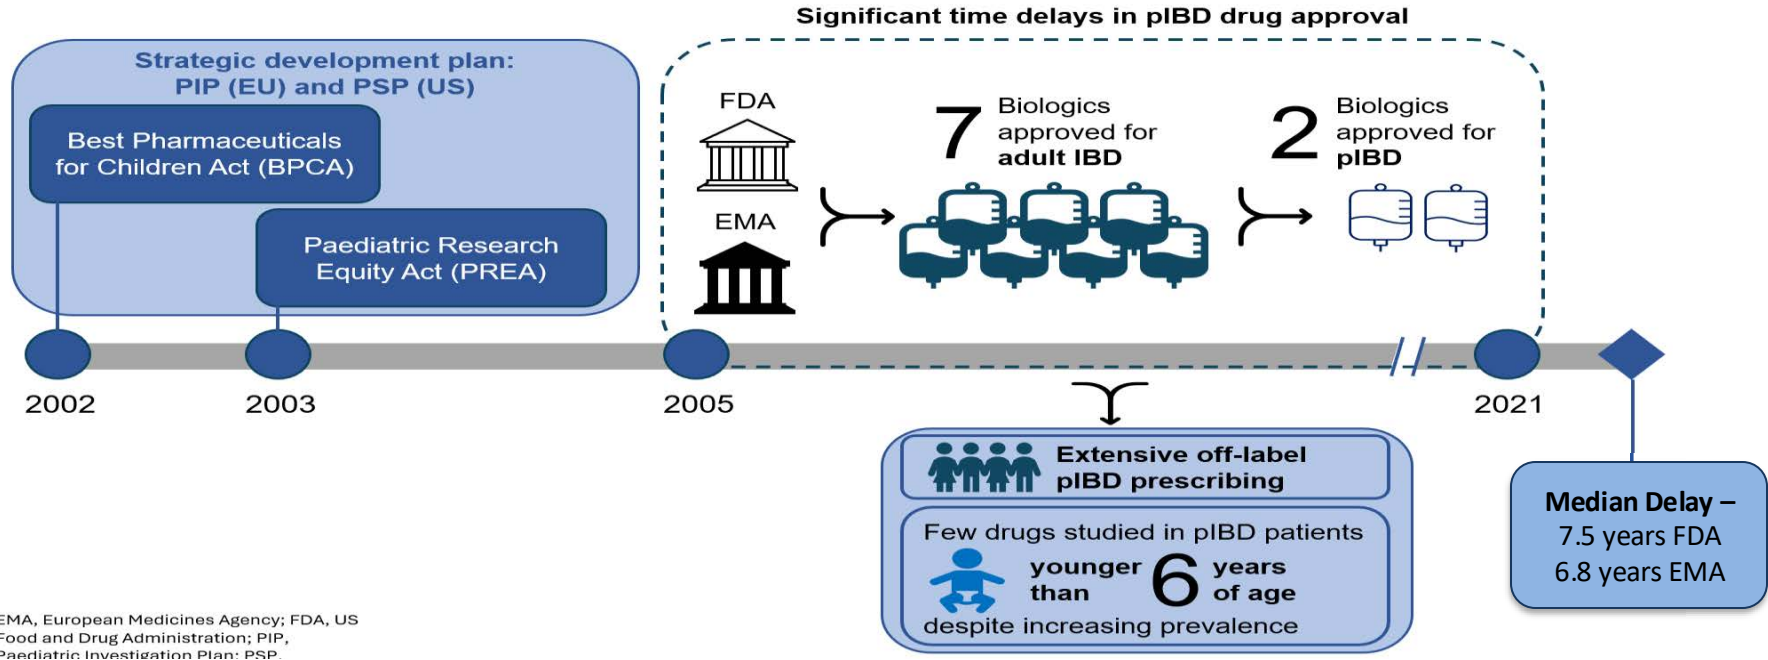 Significant time delays in pIBD drug approval
Strategic development plan:
PIP (EU) and PSP (US)
Best Pharmaceuticals
for Children Act (BPCA)
Paediatric Research
Equity Act (PREA)
FDA
EMA
7
Biologics
approved for
adult IBD
2
Biologics
approved for
pIBD
2002
2003
2005
2021
Extensive off-label
pIBD prescribing
Few drugs studied in pIBD patients
younger
than
6
years
of age
despite increasing prevalence
Median Delay –
7.5 years FDA
6.8 years EMA
EMA, European Medicines Agency; FDA, US
Food and Drug Administration; PIP,
Paediatric Investigation Plan; PSP,